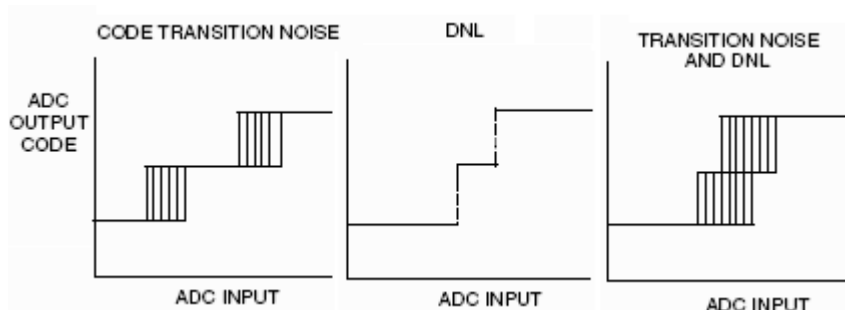 CODE TRANSITION NOISE
DNL
TRANSITION NOISE
AND DNL
ADC
OUTPUT
CODE
ADC INPUT
ADC INPUT
ADC INPUT